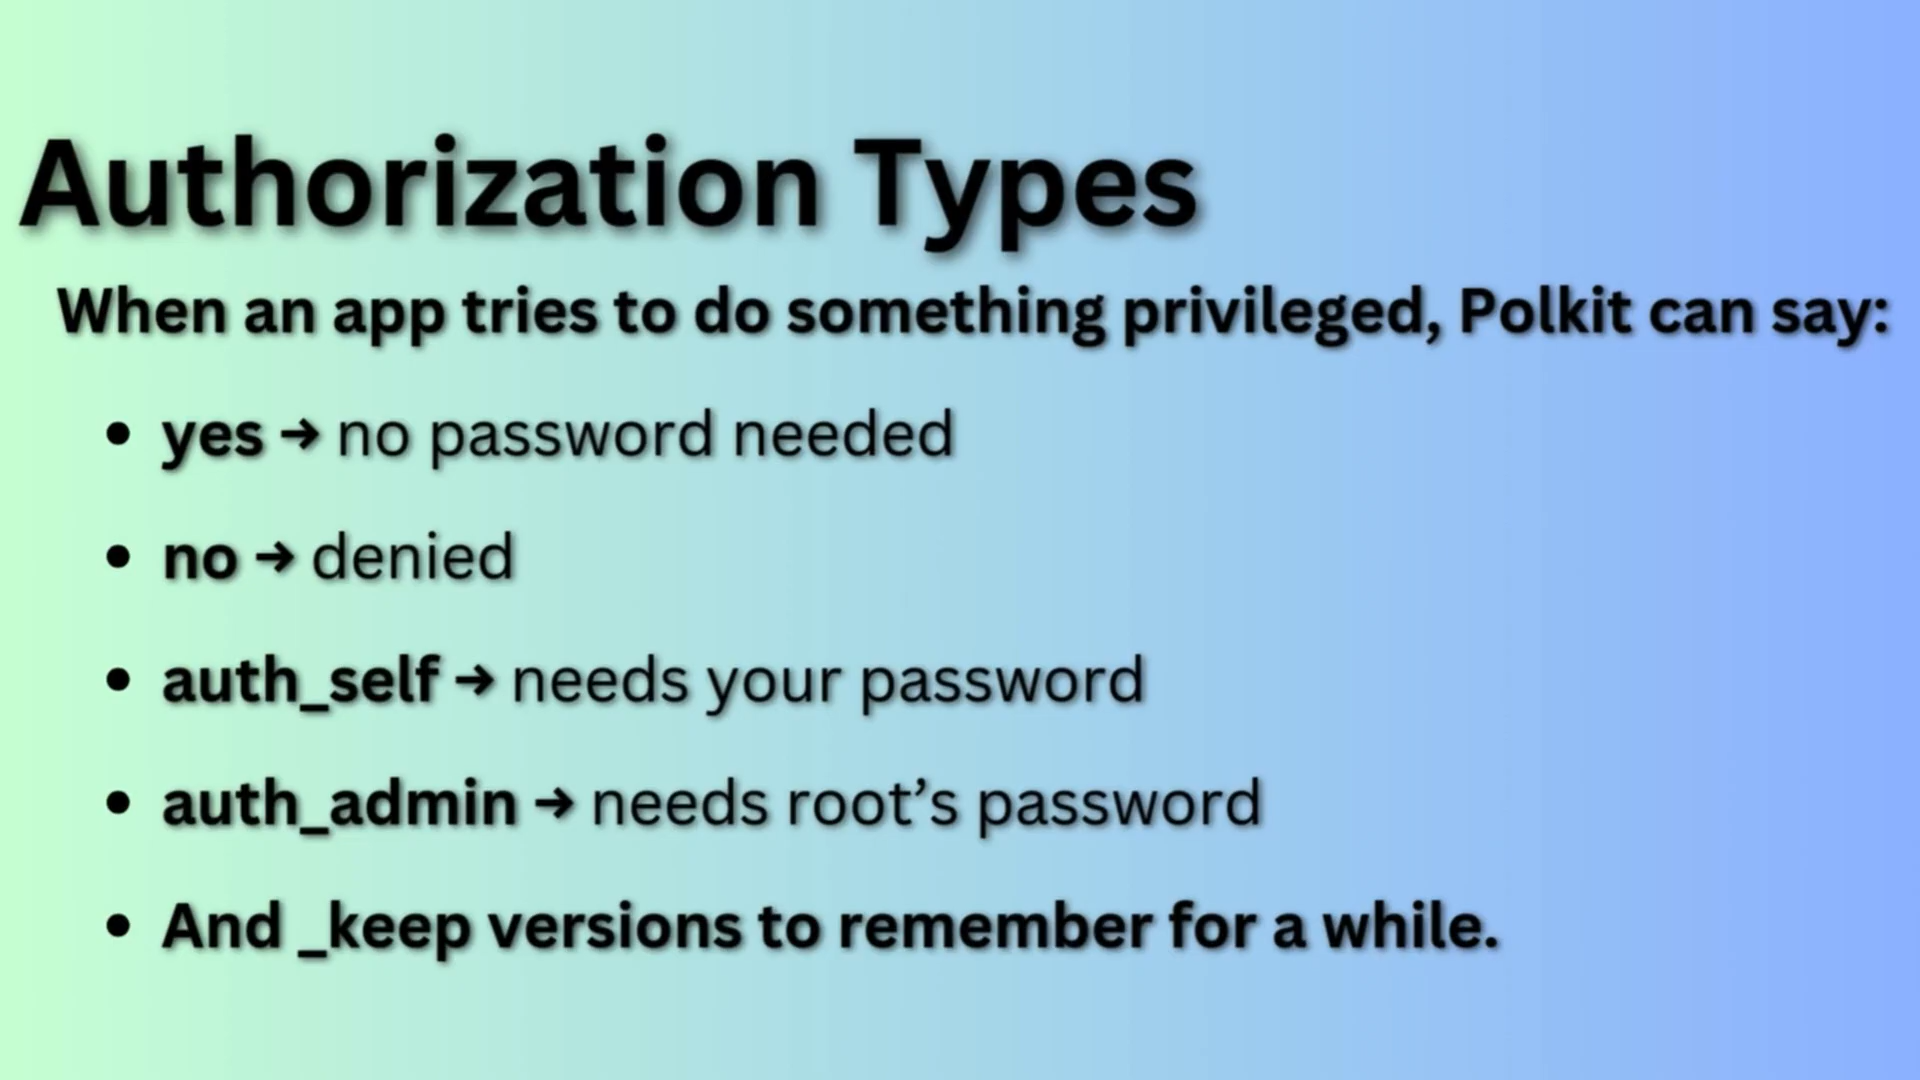 Authorization Types
When an app tries to do something privileged, Polkit can say:
• yes → no password needed
• no → denied
• auth_self → needs your password
• auth_admin → needs root’s password
• And _keep versions to remember for a while.